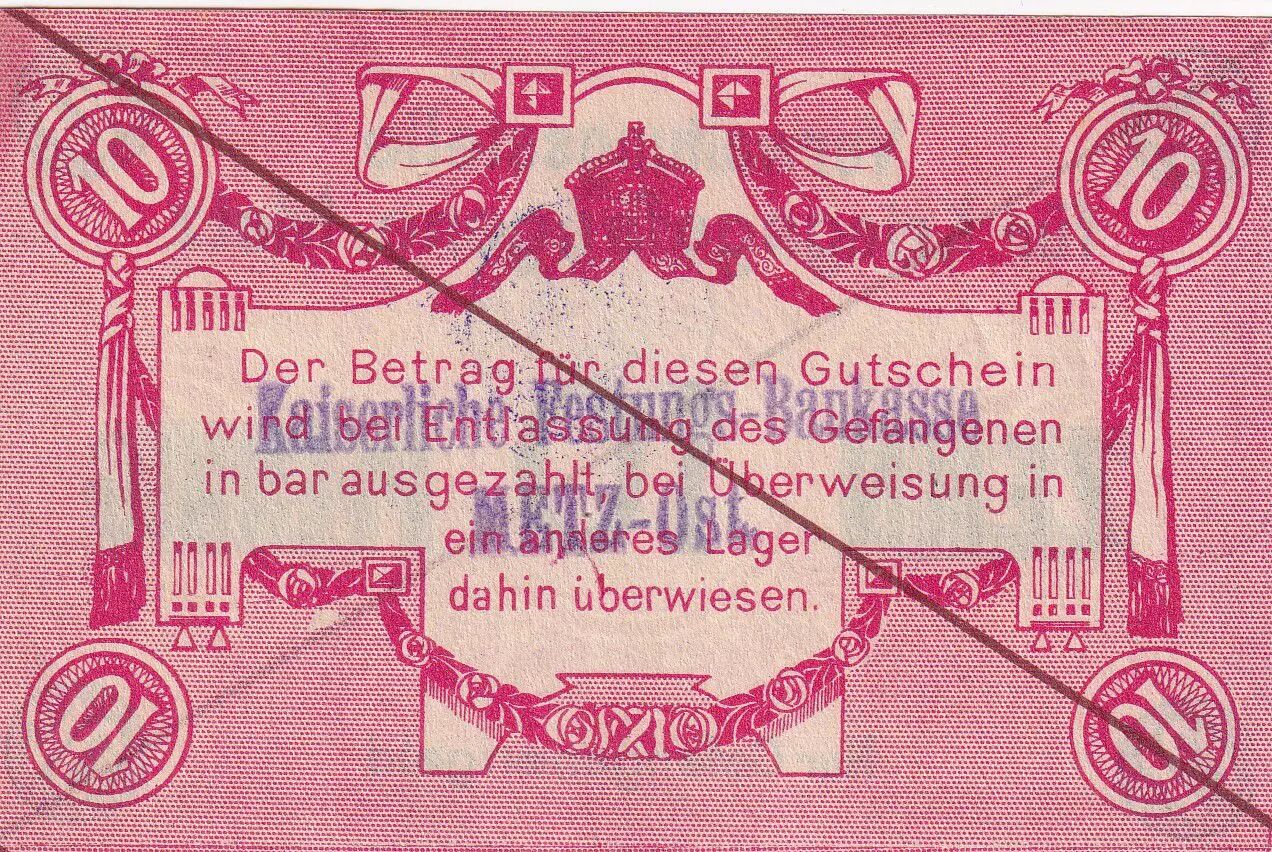 10 10
Der Betrag für diesen Gutschein
Kaiserliche Festungs-Baukasse
wird bei Entlassung des Gefangenen
in bar ausgezahlt, bei Überweisung in
METZ-Ost.
ein anderes Lager
dahin überwiesen.
10 10